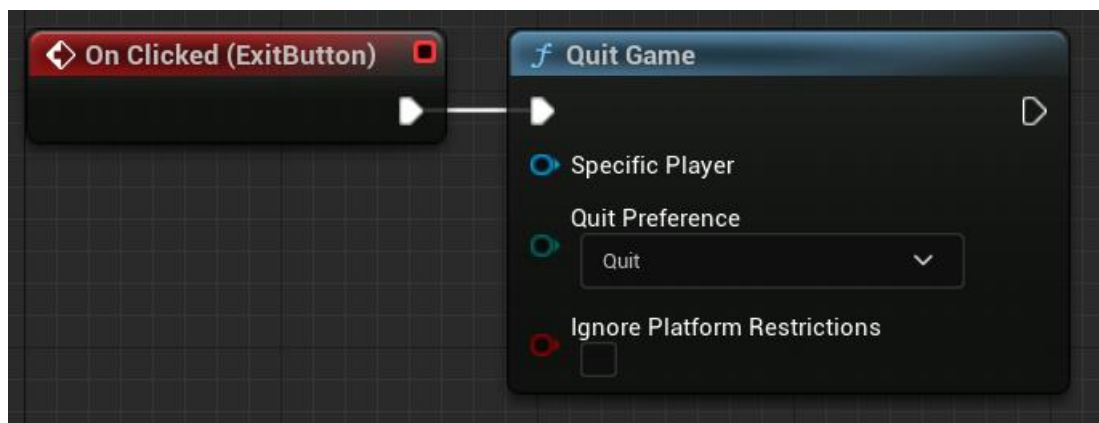 On Clicked (ExitButton)
f Quit Game
Specific Player
Quit Preference
Quit
Ignore Platform Restrictions